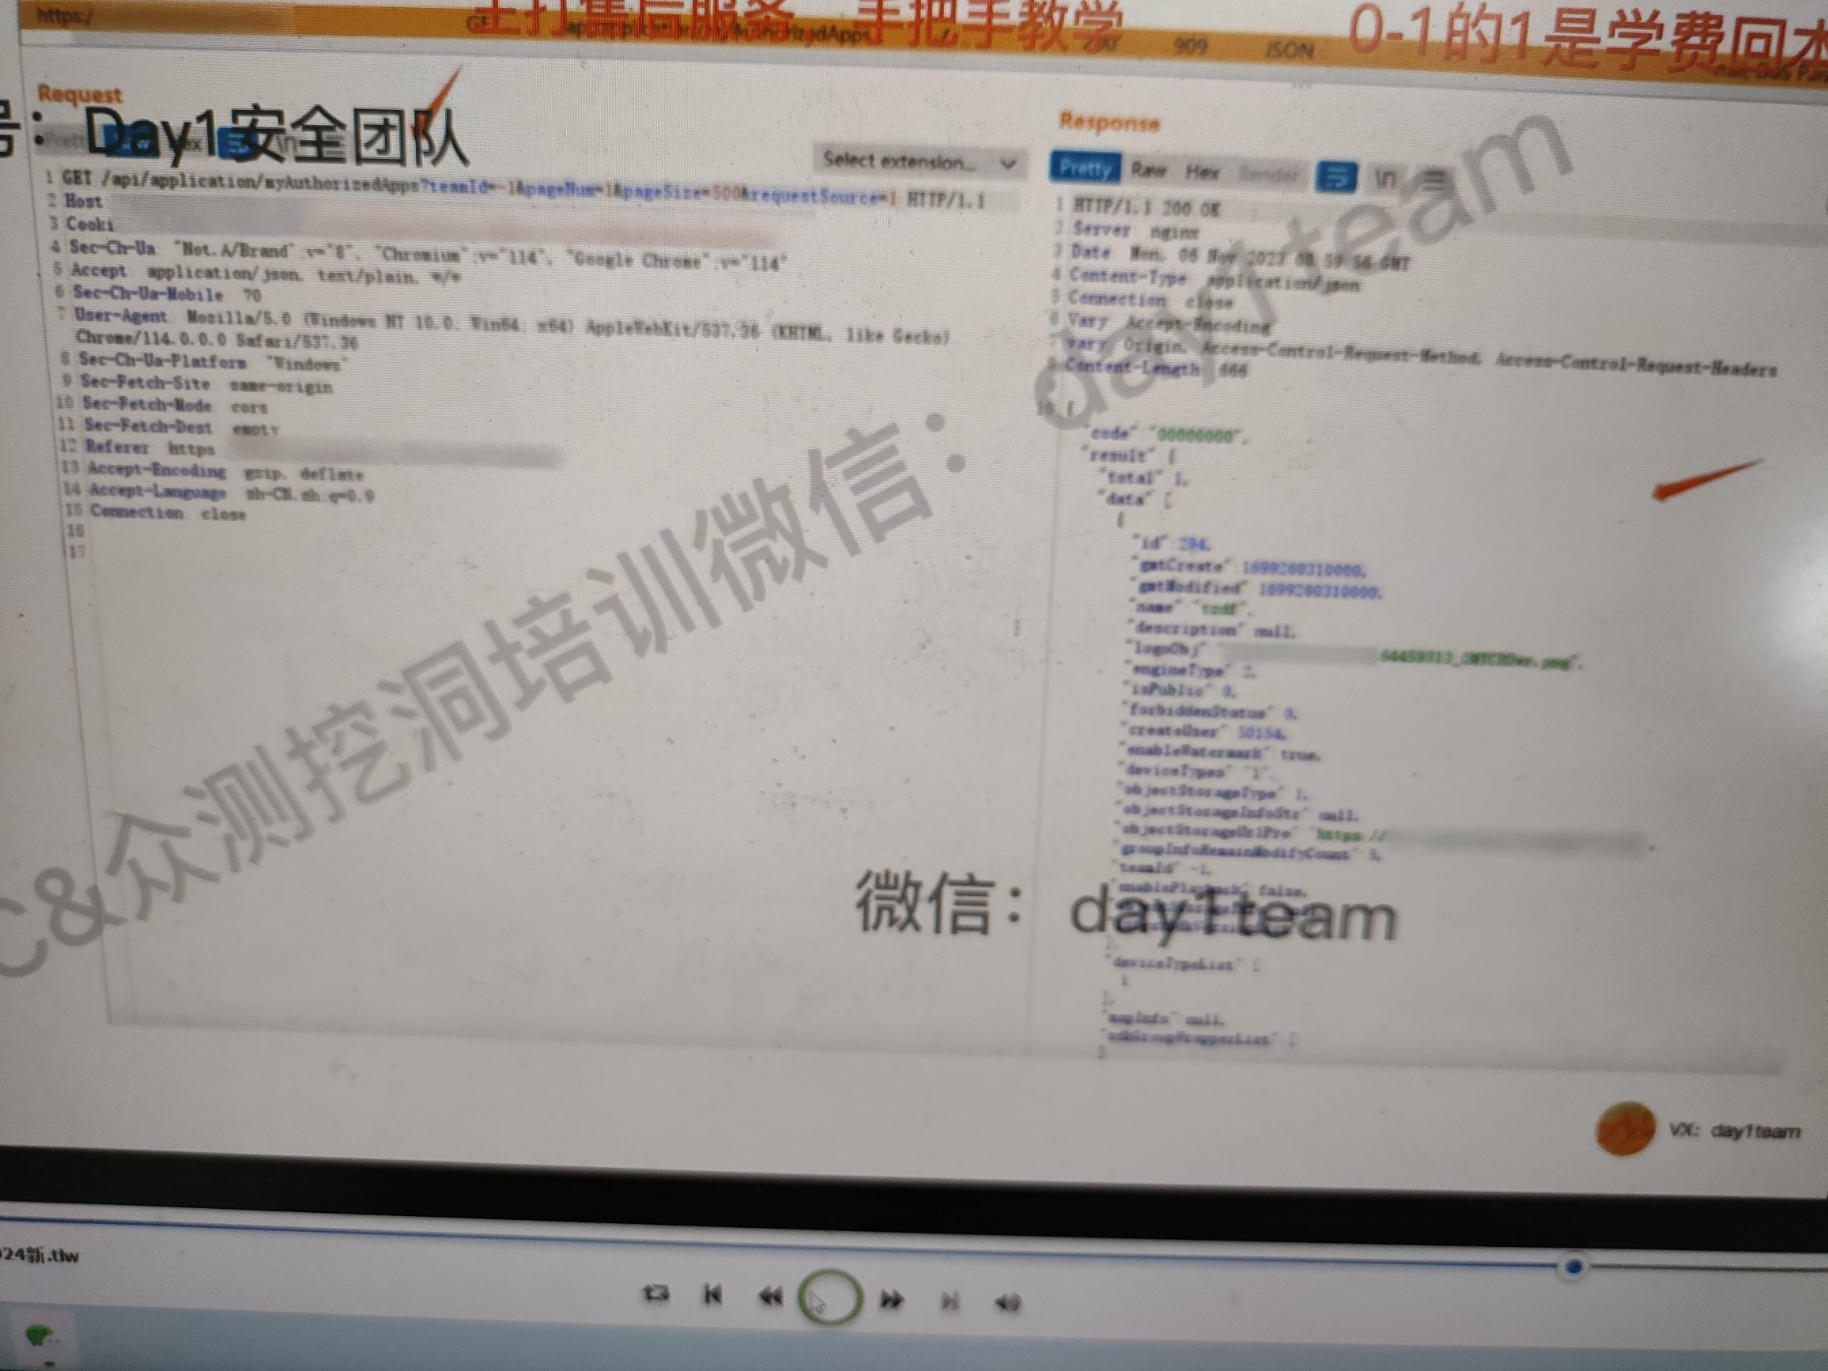 https:/
主打售后服务 手把手教学
0-1的1是学费回本
GET
909
JSON
Request
号：Day1安全团队
Select extension...
1 GET /api/application/myAuthorizedApps?teamId=-1&pageNum=1&pageSize=500&requestSource=1 HTTP/1.1
2 Host
3 Cooki
4 Sec-Ch-Ua "Not.A/Brand";v="8", "Chromium";v="114", "Google Chrome";v="114"
5 Accept application/json, text/plain, */*
6 Sec-Ch-Ua-Mobile ?0
7 User-Agent Mozilla/5.0 (Windows NT 10.0; Win64; x64) AppleWebKit/537.36 (KHTML, like Gecko)
Chrome/114.0.0.0 Safari/537.36
8 Sec-Ch-Ua-Platform "Windows"
9 Sec-Fetch-Site same-origin
10 Sec-Fetch-Mode cors
11 Sec-Fetch-Dest empty
12 Referer https
13 Accept-Encoding gzip, deflate
14 Accept-Language zh-CN,zh;q=0.9
15 Connection close
16
17
Response
Pretty Raw Hex Render \n
1 HTTP/1.1 200 OK
2 Server nginx
3 Date Mon, 06 Nov 2023 08 59 56 GMT
4 Content-Type application/json
5 Connection close
6 Vary Accept-Encoding
7 vary Origin, Access-Control-Request-Method, Access-Control-Request-Headers
8 Content-Length 666
10 {
"code" "00000000",
"result" {
"total" 1,
"data" [
{
"id" 294,
"gmtCreate" 1699260310000,
"gmtModified" 1699260310000,
"name"
"description" null,
"logoObj"
"engineType" 2,
"isPublic" 0,
"forbiddenStatus" 0,
"createUser" 50154,
"enableWatermark" true,
"deviceTypes" "1",
"objectStorageType" 1,
"objectStorageInfoStr" null,
"objectStorageUrlPre" "https://
"groupInfoRemainModifyCount" 5,
"teamId" -1,
"enablePlayback" false,
"deviceTypeList" [
1
],
"mapInfo" null,
"sdkGroupWrapperList" [
]
C&众测挖洞培训微信：day1team
微信：day1team
VX: day1team
024新.tlw